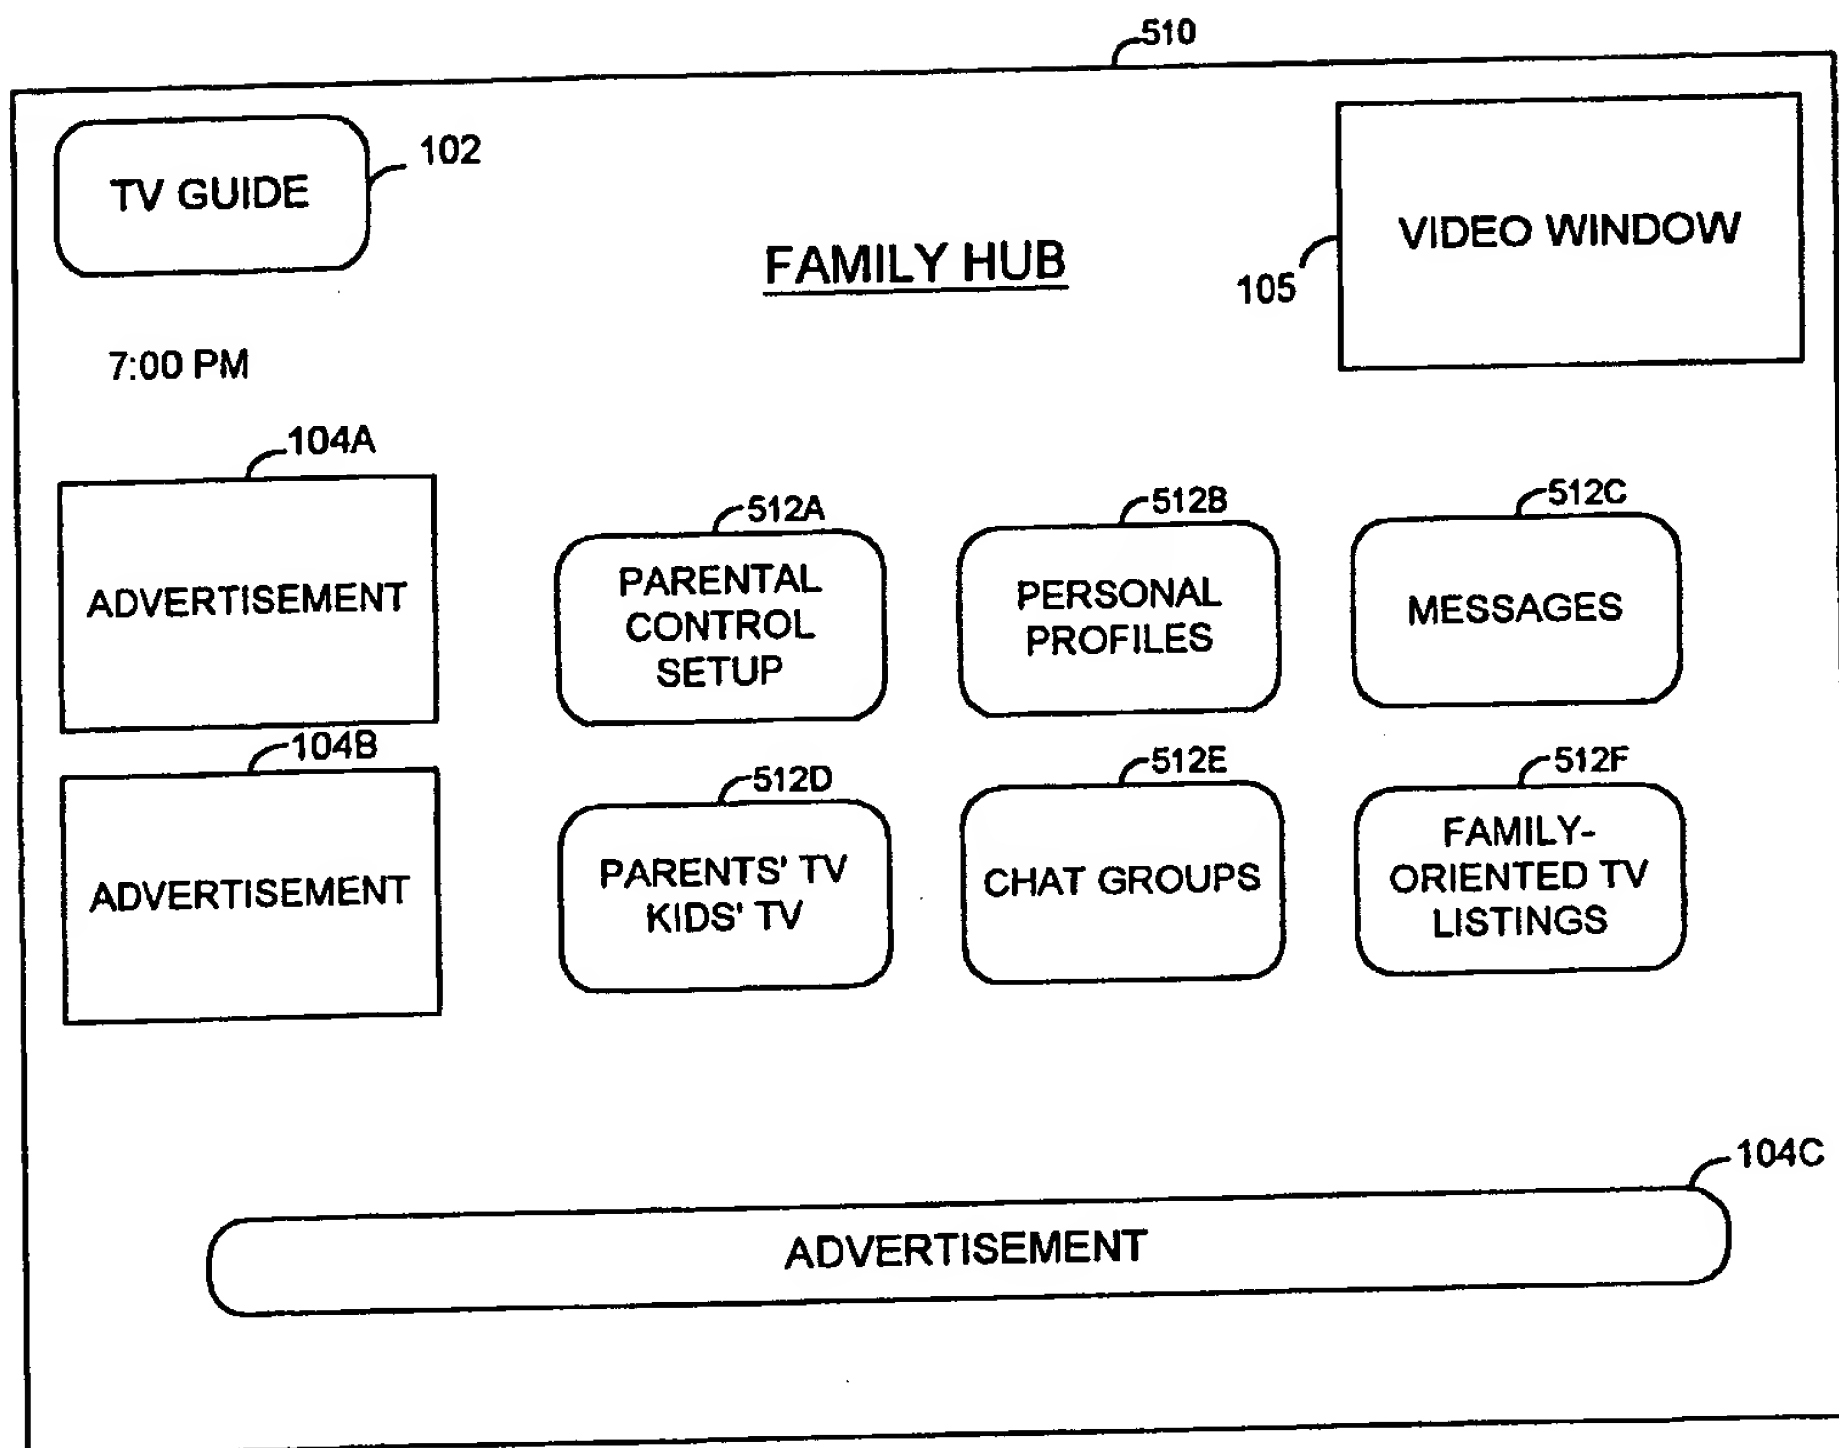 510
TV GUIDE
102
FAMILY HUB
VIDEO WINDOW
105
7:00 PM
104A
ADVERTISEMENT
512A
PARENTAL
CONTROL
SETUP
512B
PERSONAL
PROFILES
512C
MESSAGES
104B
ADVERTISEMENT
512D
PARENTS' TV
KIDS' TV
512E
CHAT GROUPS
512F
FAMILY-
ORIENTED TV
LISTINGS
104C
ADVERTISEMENT